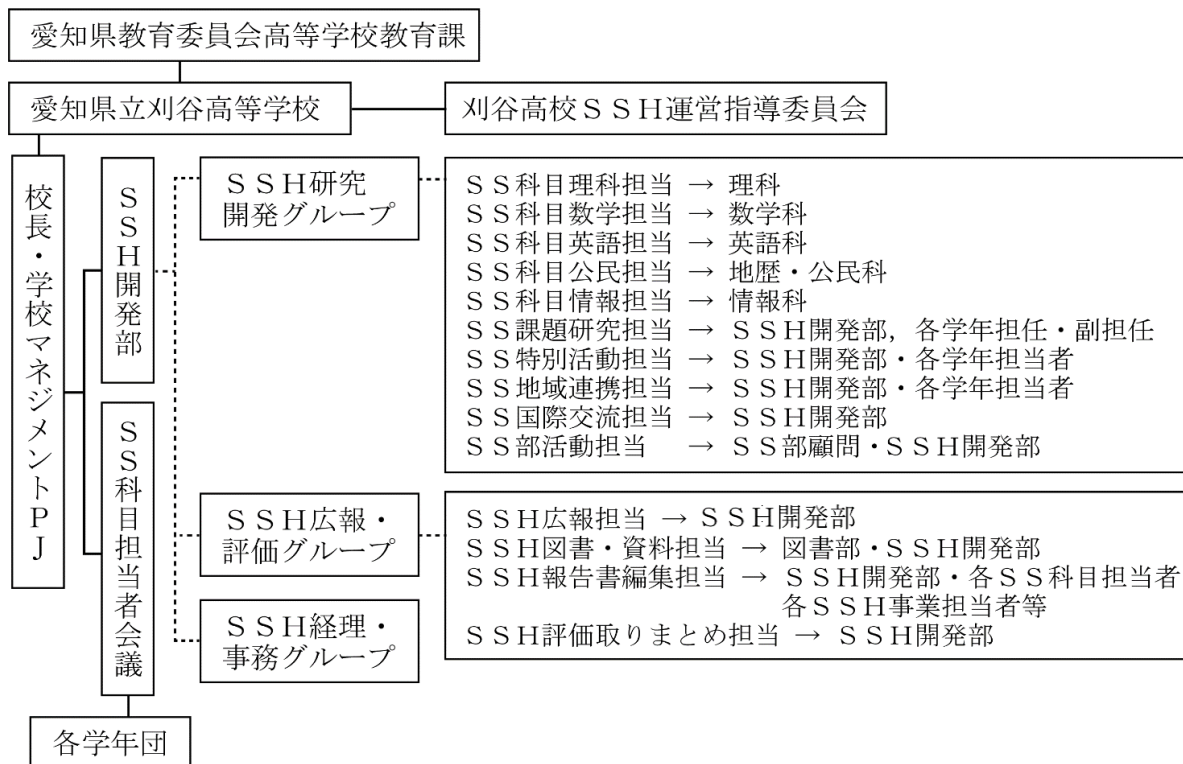 愛知県教育委員会高等学校教育課
愛知県立刈谷高等学校
刈谷高校ＳＳＨ運営指導委員会
校長・学校マネジメントＰＪ
ＳＳＨ開発部
ＳＳ科目担当者会議
各学年団
ＳＳＨ研究
開発グループ
ＳＳ科目理科担当 → 理科
ＳＳ科目数学担当 → 数学科
ＳＳ科目英語担当 → 英語科
ＳＳ科目公民担当 → 地歴・公民科
ＳＳ科目情報担当 → 情報科
ＳＳ課題研究担当 → ＳＳＨ開発部，各学年担任・副担任
ＳＳ特別活動担当 → ＳＳＨ開発部・各学年担当者
ＳＳ地域連携担当 → ＳＳＨ開発部・各学年担当者
ＳＳ国際交流担当 → ＳＳＨ開発部
ＳＳ部活動担当 → ＳＳ部顧問・ＳＳＨ開発部
ＳＳＨ広報・
評価グループ
ＳＳＨ広報担当 → ＳＳＨ開発部
ＳＳＨ図書・資料担当 → 図書部・ＳＳＨ開発部
ＳＳＨ報告書編集担当 → ＳＳＨ開発部・各ＳＳ科目担当者
各ＳＳＨ事業担当者等
ＳＳＨ評価取りまとめ担当 → ＳＳＨ開発部
ＳＳＨ経理・
事務グループ